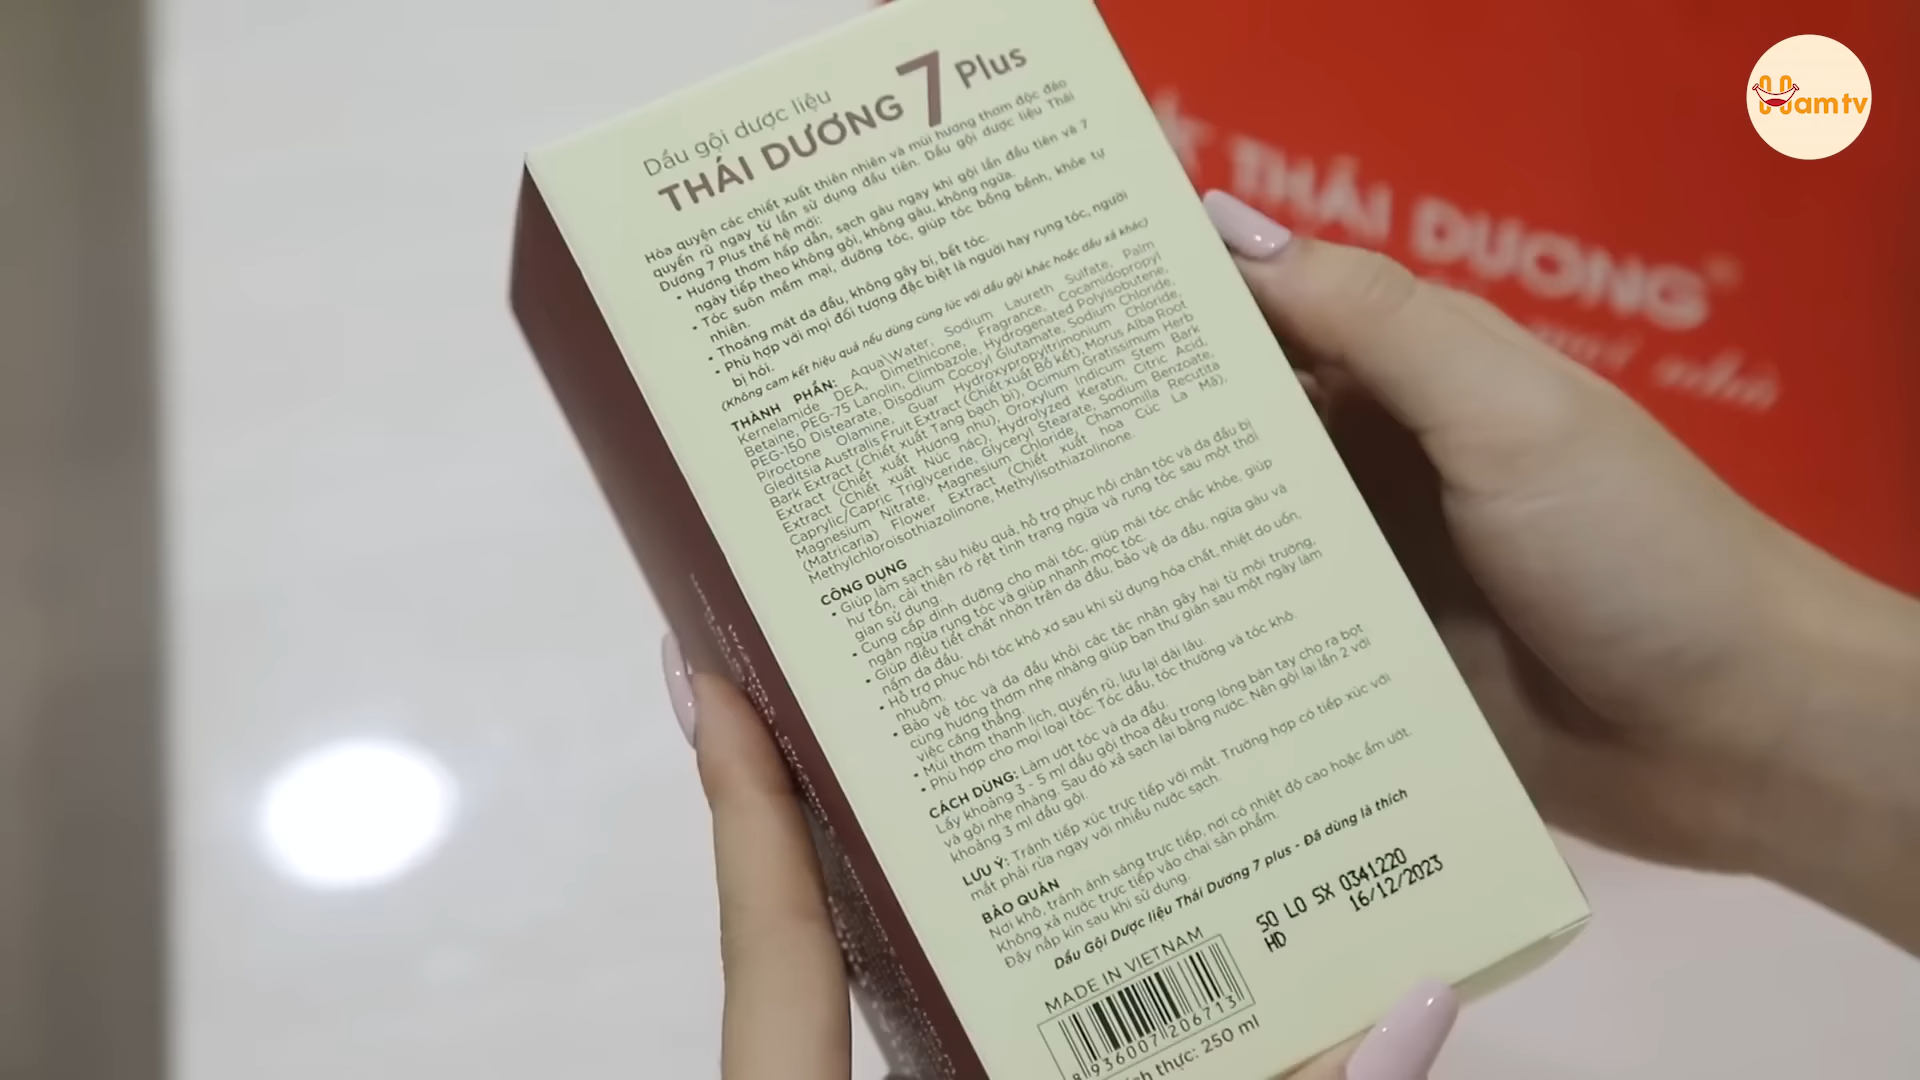 Hamtv
Dầu gội dược liệu
THÁI DƯƠNG 7 Plus
Hòa quyện các chiết xuất thiên nhiên và mùi hương thơm độc đáo
quyến rũ ngay từ lần sử dụng đầu tiên. Dầu gội dược liệu Thái
Dương 7 Plus thế hệ mới:
• Hương thơm hấp dẫn, sạch gàu ngay khi gội lần đầu tiên và 7
ngày tiếp theo không gội, không gàu, không ngứa.
• Tóc suôn mềm mại, dưỡng tóc, giúp tóc bồng bềnh, khỏe tự
nhiên.
• Thoáng mát da đầu, không gây bí, bết tóc.
• Phù hợp với mọi đối tượng đặc biệt là người hay rụng tóc, người
bị hói.
(Không cam kết hiệu quả nếu dùng cùng lúc với dầu gội khác hoặc dầu xả khác)
THÀNH PHẦN: Aqua\Water, Sodium Laureth Sulfate, Palm
Kernelamide DEA, Dimethicone, Fragrance, Cocamidopropyl
Betaine, PEG-75 Lanolin, Climbazole, Hydrogenated Polyisobutene,
PEG-150 Distearate, Disodium Cocoyl Glutamate, Sodium Chloride,
Piroctone Olamine, Guar Hydroxypropyltrimonium Chloride,
Gleditsia Australis Fruit Extract (Chiết xuất Bồ kết), Morus Alba Root
Bark Extract (Chiết xuất Tang bạch bì), Ocimum Gratissimum Herb
Extract (Chiết xuất Hương nhu), Oroxylum Indicum Stem Bark
Extract (Chiết xuất Núc nác), Hydrolyzed Keratin, Citric Acid,
Caprylic/Capric Triglyceride, Glyceryl Stearate, Sodium Benzoate,
Magnesium Nitrate, Magnesium Chloride, Chamomilla Recutita
(Matricaria) Flower Extract (Chiết xuất hoa Cúc La Mã),
Methylchloroisothiazolinone, Methylisothiazolinone.
CÔNG DỤNG
• Giúp làm sạch sâu hiệu quả, hỗ trợ phục hồi chân tóc và da đầu bị
hư tổn, cải thiện rõ rệt tình trạng ngứa và rụng tóc sau một thời
gian sử dụng.
• Cung cấp dinh dưỡng cho mái tóc, giúp mái tóc chắc khỏe, giúp
ngăn ngừa rụng tóc và giúp nhanh mọc tóc.
• Giúp điều tiết chất nhờn trên da đầu, bảo vệ da đầu, ngừa gàu và
nấm da đầu.
• Hỗ trợ phục hồi tóc khô xơ sau khi sử dụng hóa chất, nhiệt do uốn,
nhuộm.
• Bảo vệ tóc và da đầu khỏi các tác nhân gây hại từ môi trường,
cùng hương thơm nhẹ nhàng giúp bạn thư giãn sau một ngày làm
việc căng thẳng.
• Mùi thơm thanh lịch, quyến rũ, lưu lại dài lâu.
• Phù hợp cho mọi loại tóc: Tóc dầu, tóc thường và tóc khô.
CÁCH DÙNG: Làm ướt tóc và da đầu.
Lấy khoảng 3 - 5 ml dầu gội thoa đều trong lòng bàn tay cho ra bọt
và gội nhẹ nhàng. Sau đó xả sạch lại bằng nước. Nên gội lại lần 2 với
khoảng 3 ml dầu gội.
LƯU Ý: Tránh tiếp xúc trực tiếp với mắt. Trường hợp có tiếp xúc với
mắt phải rửa ngay với nhiều nước sạch.
BẢO QUẢN
Nơi khô, tránh ánh sáng trực tiếp, nơi có nhiệt độ cao hoặc ẩm ướt.
Không xả nước trực tiếp vào chai sản phẩm.
Đậy nắp kín sau khi sử dụng.
Dầu Gội Dược liệu Thái Dương 7 plus - Đã dùng là thích
SO LO SX 0341220
HD 16/12/2023
MADE IN VIETNAM
8 936007 206713
thực: 250 ml
THÁI DƯƠNG